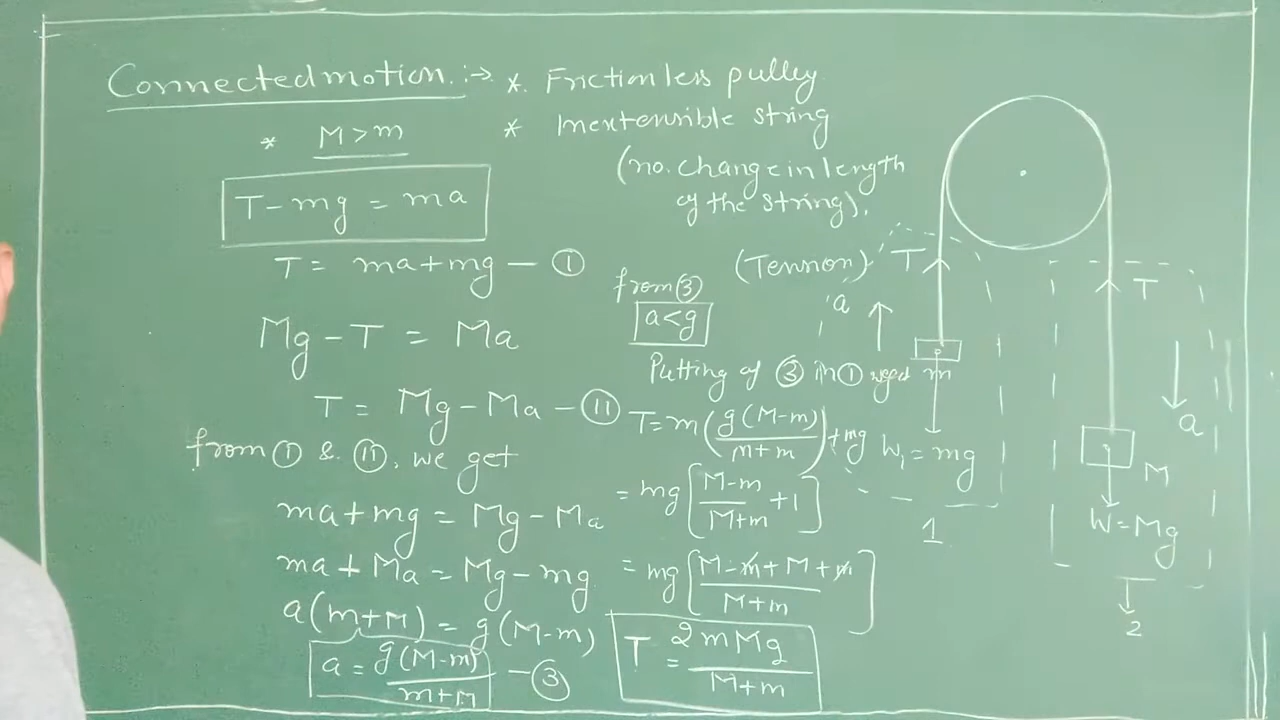 Connected motion :→ * Frictionless pulley
* M > m
* Inextensible string
(no. change in length
of the string).
T - mg = ma
T = ma + mg - ①
Mg - T = Ma
T = Mg - Ma - ⑪
from ① & ⑪, we get
ma + mg = Mg - Ma
ma + Ma = Mg - mg
a(m+M) = g(M-m)
a = g(M-m)/m+M - ③
from ③
a < g
Putting of ③ in ① we get
T = m(g(M-m)/M+m) + mg
= mg[M-m/M+m + 1]
= mg[M-m+M+m/M+m]
T = 2mMg/M+m
(Tension) T
a
m
W₁ = mg
1
T
a
M
W = Mg
2